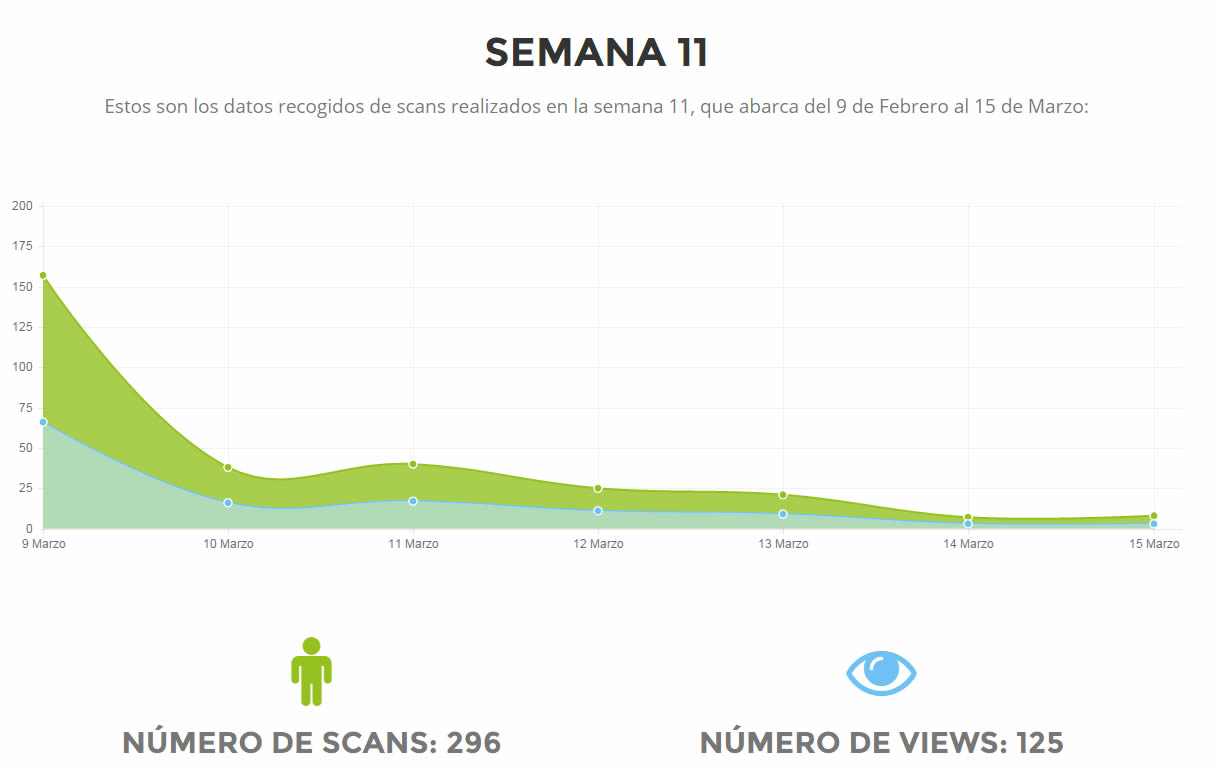 SEMANA 11
Estos son los datos recogidos de scans realizados en la semana 11, que abarca del 9 de Febrero al 15 de Marzo:
200
175
150
125
100
75
50
25
0
9 Marzo 10 Marzo 11 Marzo 12 Marzo 13 Marzo 14 Marzo 15 Marzo
NÚMERO DE SCANS: 296 NÚMERO DE VIEWS: 125